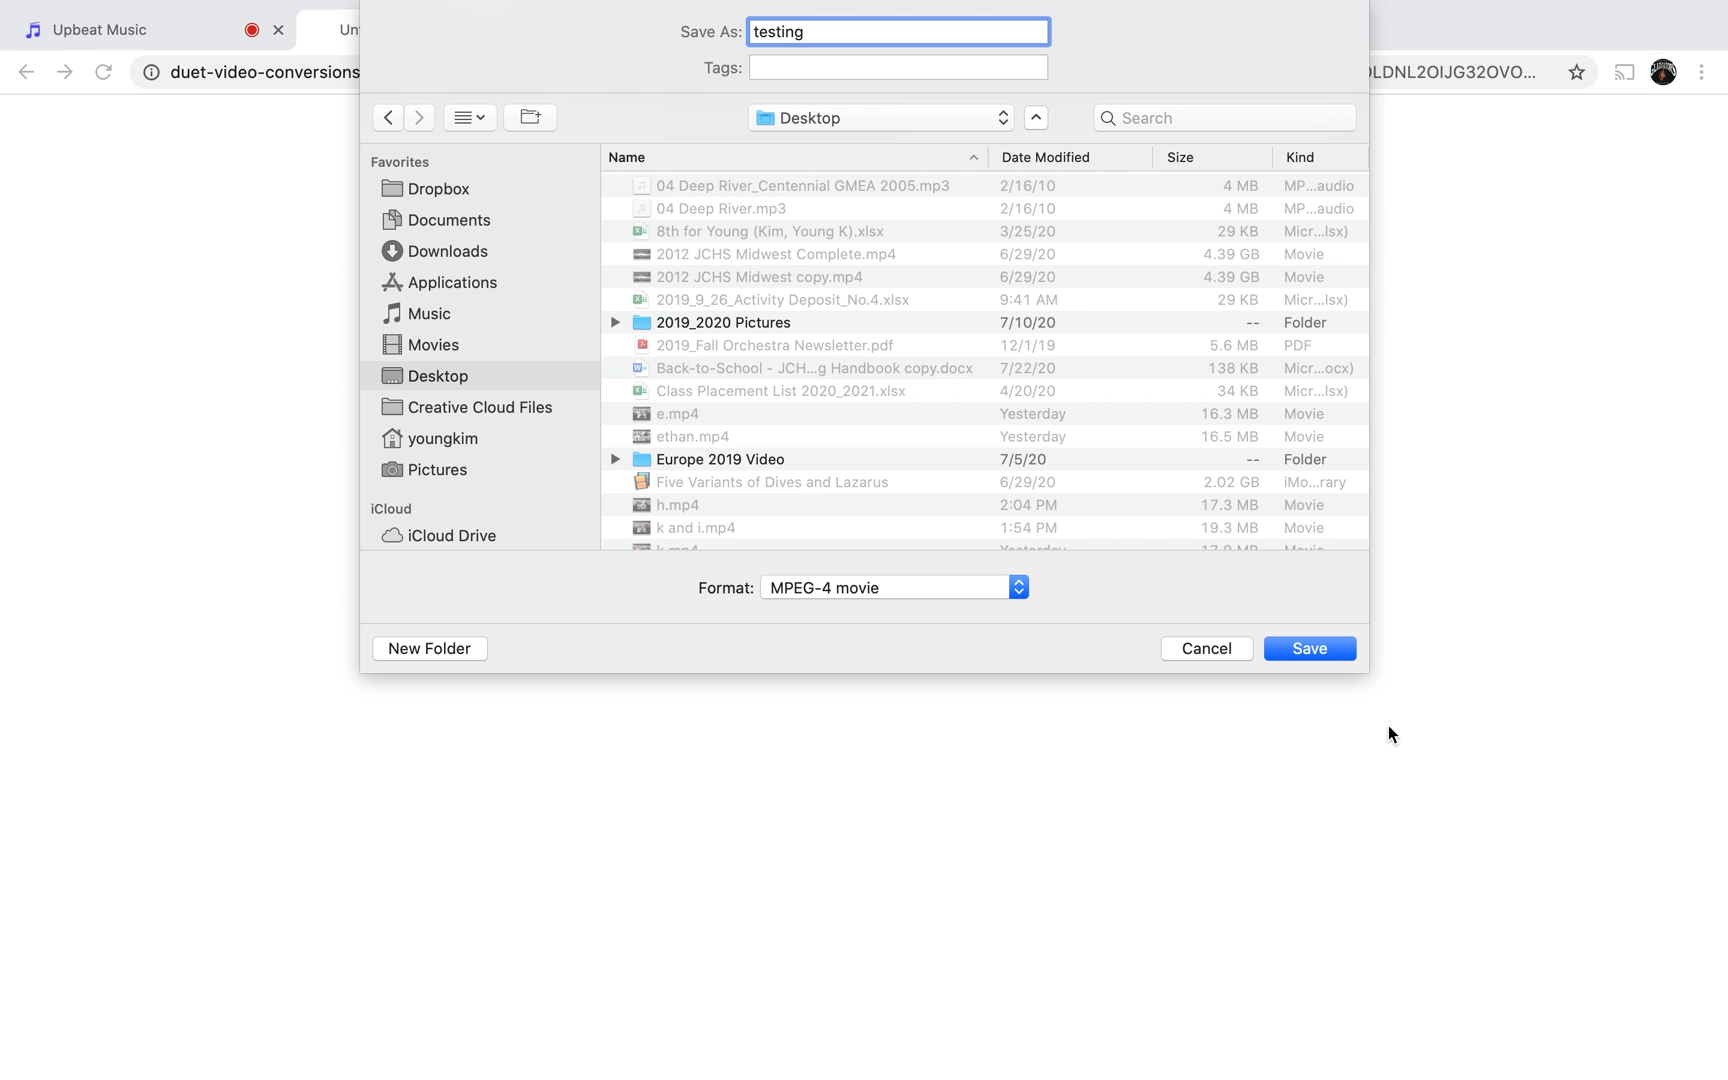 Upbeat Music
Unt
duet-video-conversions
LDNL2OIJG32OVO...
Save As: testing
Tags:
Desktop
Search
Favorites
Dropbox
Documents
Downloads
Applications
Music
Movies
Desktop
Creative Cloud Files
youngkim
Pictures
iCloud
iCloud Drive
Name Date Modified Size Kind
04 Deep River_Centennial GMEA 2005.mp3 2/16/10 4 MB MP...audio
04 Deep River.mp3 2/16/10 4 MB MP...audio
8th for Young (Kim, Young K).xlsx 3/25/20 29 KB Micr...lsx)
2012 JCHS Midwest Complete.mp4 6/29/20 4.39 GB Movie
2012 JCHS Midwest copy.mp4 6/29/20 4.39 GB Movie
2019_9_26_Activity Deposit_No.4.xlsx 9:41 AM 29 KB Micr...lsx)
2019_2020 Pictures 7/10/20 -- Folder
2019_Fall Orchestra Newsletter.pdf 12/1/19 5.6 MB PDF
Back-to-School - JCH...g Handbook copy.docx 7/22/20 138 KB Micr...ocx)
Class Placement List 2020_2021.xlsx 4/20/20 34 KB Micr...lsx)
e.mp4 Yesterday 16.3 MB Movie
ethan.mp4 Yesterday 16.5 MB Movie
Europe 2019 Video 7/5/20 -- Folder
Five Variants of Dives and Lazarus 6/29/20 2.02 GB iMo...rary
h.mp4 2:04 PM 17.3 MB Movie
k and i.mp4 1:54 PM 19.3 MB Movie
k.mp4 Yesterday 17.9 MB Movie
Format: MPEG-4 movie
New Folder Cancel Save